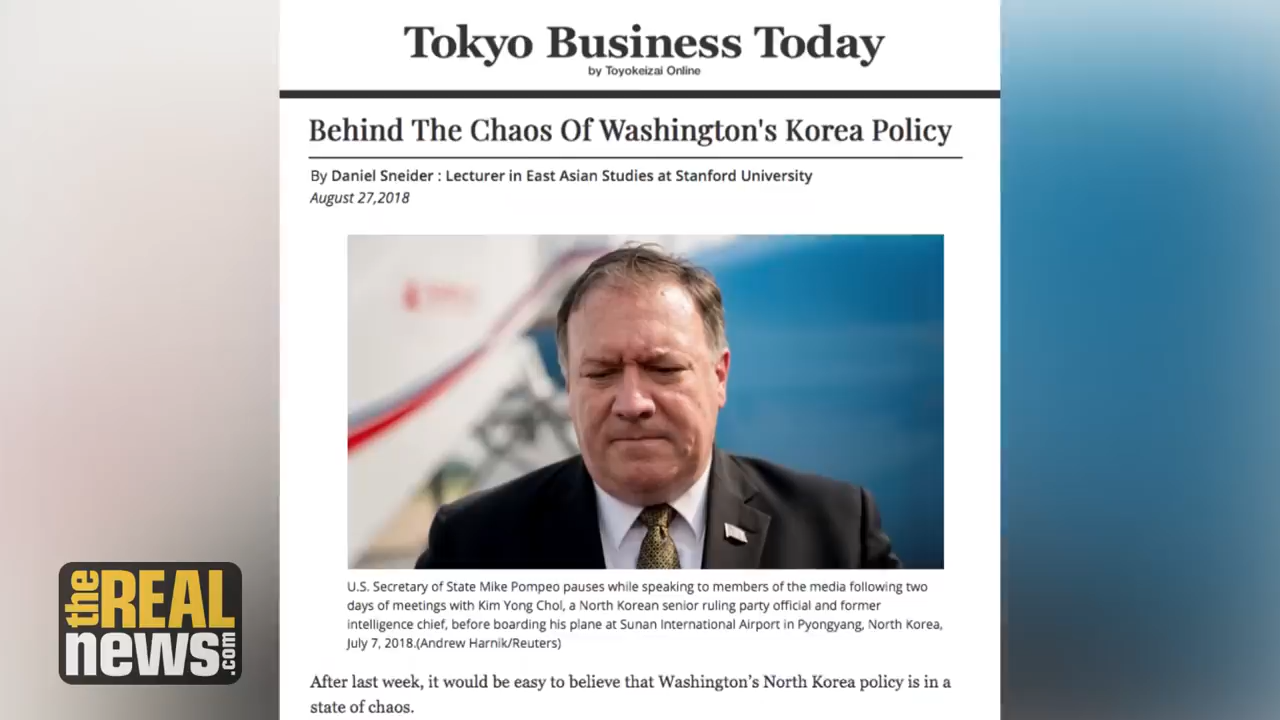 Tokyo Business Today
by Toyokeizai Online
Behind The Chaos Of Washington's Korea Policy
By Daniel Sneider : Lecturer in East Asian Studies at Stanford University
August 27,2018
U.S. Secretary of State Mike Pompeo pauses while speaking to members of the media following two
days of meetings with Kim Yong Chol, a North Korean senior ruling party official and former
intelligence chief, before boarding his plane at Sunan International Airport in Pyongyang, North Korea,
July 7, 2018.(Andrew Harnik/Reuters)
After last week, it would be easy to believe that Washington’s North Korea policy is in a
state of chaos.
the REAL
news.com